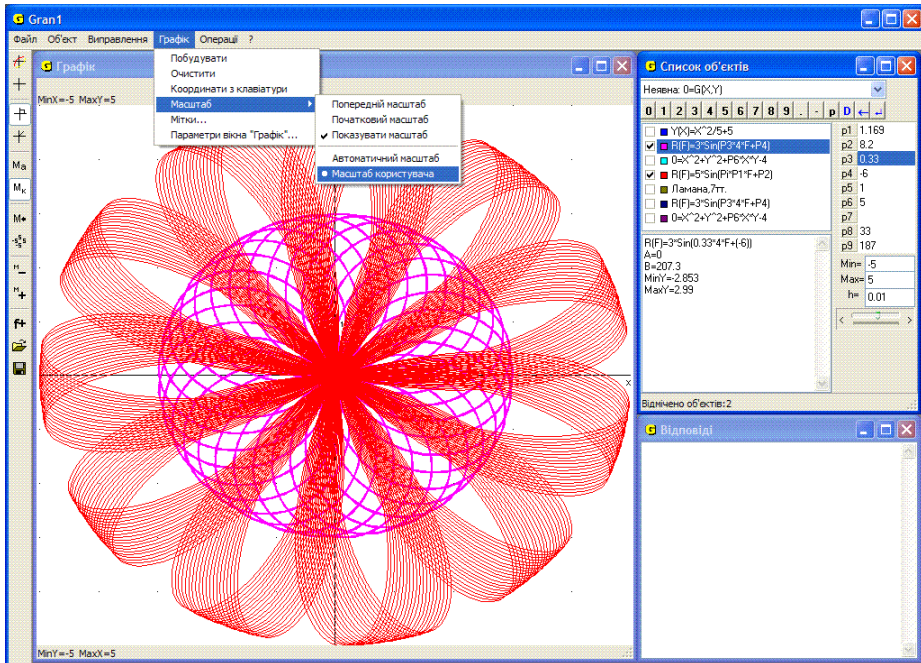 Gran1
Файл Об'єкт Виправлення Графік Операції ?
Побудувати
Очистити
Координати з клавіатури
Масштаб
Мітки...
Параметри вікна "Графік"...
Попередній масштаб
Початковий масштаб
Показувати масштаб
Автоматичний масштаб
Масштаб користувача
Графік
MinX=-5 MaxY=5
x
MinY=-5 MaxX=5
Ма
Мк
М
М
f+
Список об'єктів
Неявна: 0=G(X,Y)
0 1 2 3 4 5 6 7 8 9 . - p D ← ↵
Y(X)=X^2/5+5
R(F)=3*Sin(P3*4*F+P4)
0=X^2+Y^2+P6*X*Y-4
R(F)=5*Sin(Pi*P1*F+P2)
Ламана,7тт.
R(F)=3*Sin(P3*4*F+P4)
0=X^2+Y^2+P6*X*Y-4
p1 1.169
p2 8.2
p3 0.33
p4 -6
p5 1
p6 5
p7
p8 33
p9 187
Min= -5
Max= 5
h= 0.01
R(F)=3*Sin(0.33*4*F+(-6))
A=0
B=207.3
MinY=-2.853
MaxY=2.99
Відмічено об'єктів:2
Відповіді